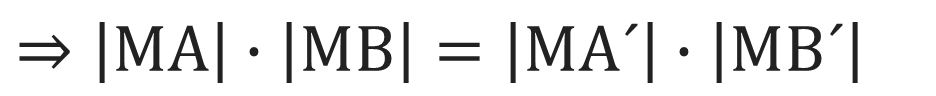 ⇒ |MA| · |MB| = |MA´| · |MB´|